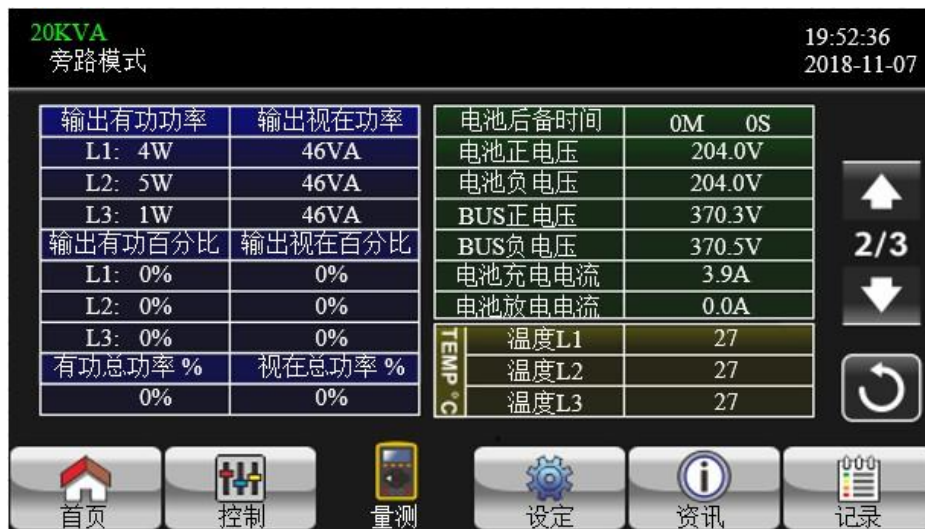 20KVA
旁路模式
19:52:36
2018-11-07
输出有功功率 输出视在功率
L1: 4W 46VA
L2: 5W 46VA
L3: 1W 46VA
输出有功百分比 输出视在百分比
L1: 0% 0%
L2: 0% 0%
L3: 0% 0%
有功总功率 % 视在总功率 %
0% 0%
电池后备时间 0M 0S
电池正电压 204.0V
电池负电压 204.0V
BUS正电压 370.3V
BUS负电压 370.5V
电池充电电流 3.9A
电池放电电流 0.0A
TEMP °C
温度L1 27
温度L2 27
温度L3 27
2/3
首页 控制 量测 设定 资讯 记录